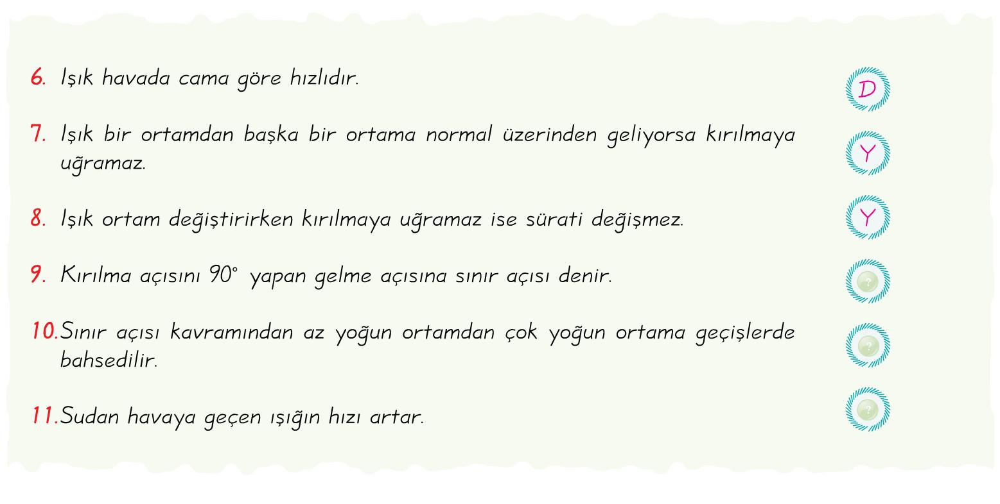 6. Işık havada cama göre hızlıdır.
D
7. Işık bir ortamdan başka bir ortama normal üzerinden geliyorsa kırılmaya
uğramaz.
Y
8. Işık ortam değiştirirken kırılmaya uğramaz ise sürati değişmez.
Y
9. Kırılma açısını 90° yapan gelme açısına sınır açısı denir.
?
10. Sınır açısı kavramından az yoğun ortamdan çok yoğun ortama geçişlerde
bahsedilir.
?
11. Sudan havaya geçen ışığın hızı artar.
?